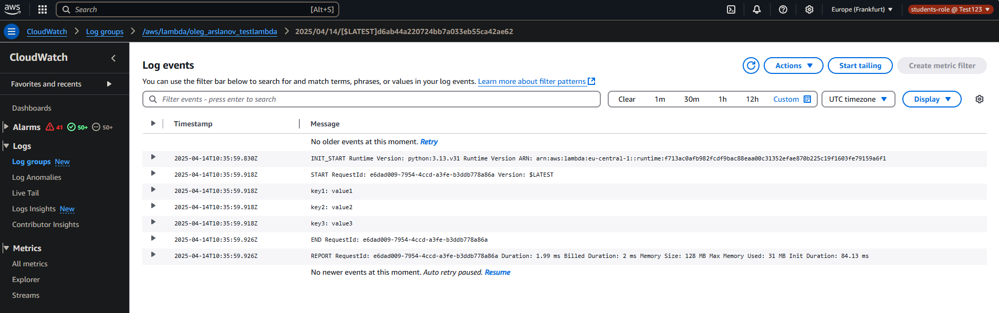 aws Search [Alt+S] Europe (Frankfurt) students-role @ Test123
CloudWatch Log groups /aws/lambda/oleg_arslanov_testlambda 2025/04/14/[$LATEST]d6ab44a220724bb7a033eb55ca42ae62
CloudWatch
Favorites and recents
Dashboards
Alarms 41 50+ 50+
Logs
Log groups New
Log Anomalies
Live Tail
Logs Insights New
Contributor Insights
Metrics
All metrics
Explorer
Streams
Log events
Actions Start tailing Create metric filter
You can use the filter bar below to search for and match terms, phrases, or values in your log events. Learn more about filter patterns
Filter events - press enter to search Clear 1m 30m 1h 12h Custom UTC timezone Display
Timestamp Message
No older events at this moment. Retry
2025-04-14T10:35:59.830Z INIT_START Runtime Version: python:3.13.v31 Runtime Version ARN: arn:aws:lambda:eu-central-1::runtime:f713ac0afb982fcdf9bac88eaa00c31352efae870b225c19f1603fe79159a6f1
2025-04-14T10:35:59.918Z START RequestId: e6dad009-7954-4ccd-a3fe-b3ddb778a86a Version: $LATEST
2025-04-14T10:35:59.918Z key1: value1
2025-04-14T10:35:59.918Z key2: value2
2025-04-14T10:35:59.918Z key3: value3
2025-04-14T10:35:59.926Z END RequestId: e6dad009-7954-4ccd-a3fe-b3ddb778a86a
2025-04-14T10:35:59.926Z REPORT RequestId: e6dad009-7954-4ccd-a3fe-b3ddb778a86a Duration: 1.99 ms Billed Duration: 2 ms Memory Size: 128 MB Max Memory Used: 31 MB Init Duration: 84.13 ms
No newer events at this moment. Auto retry paused. Resume